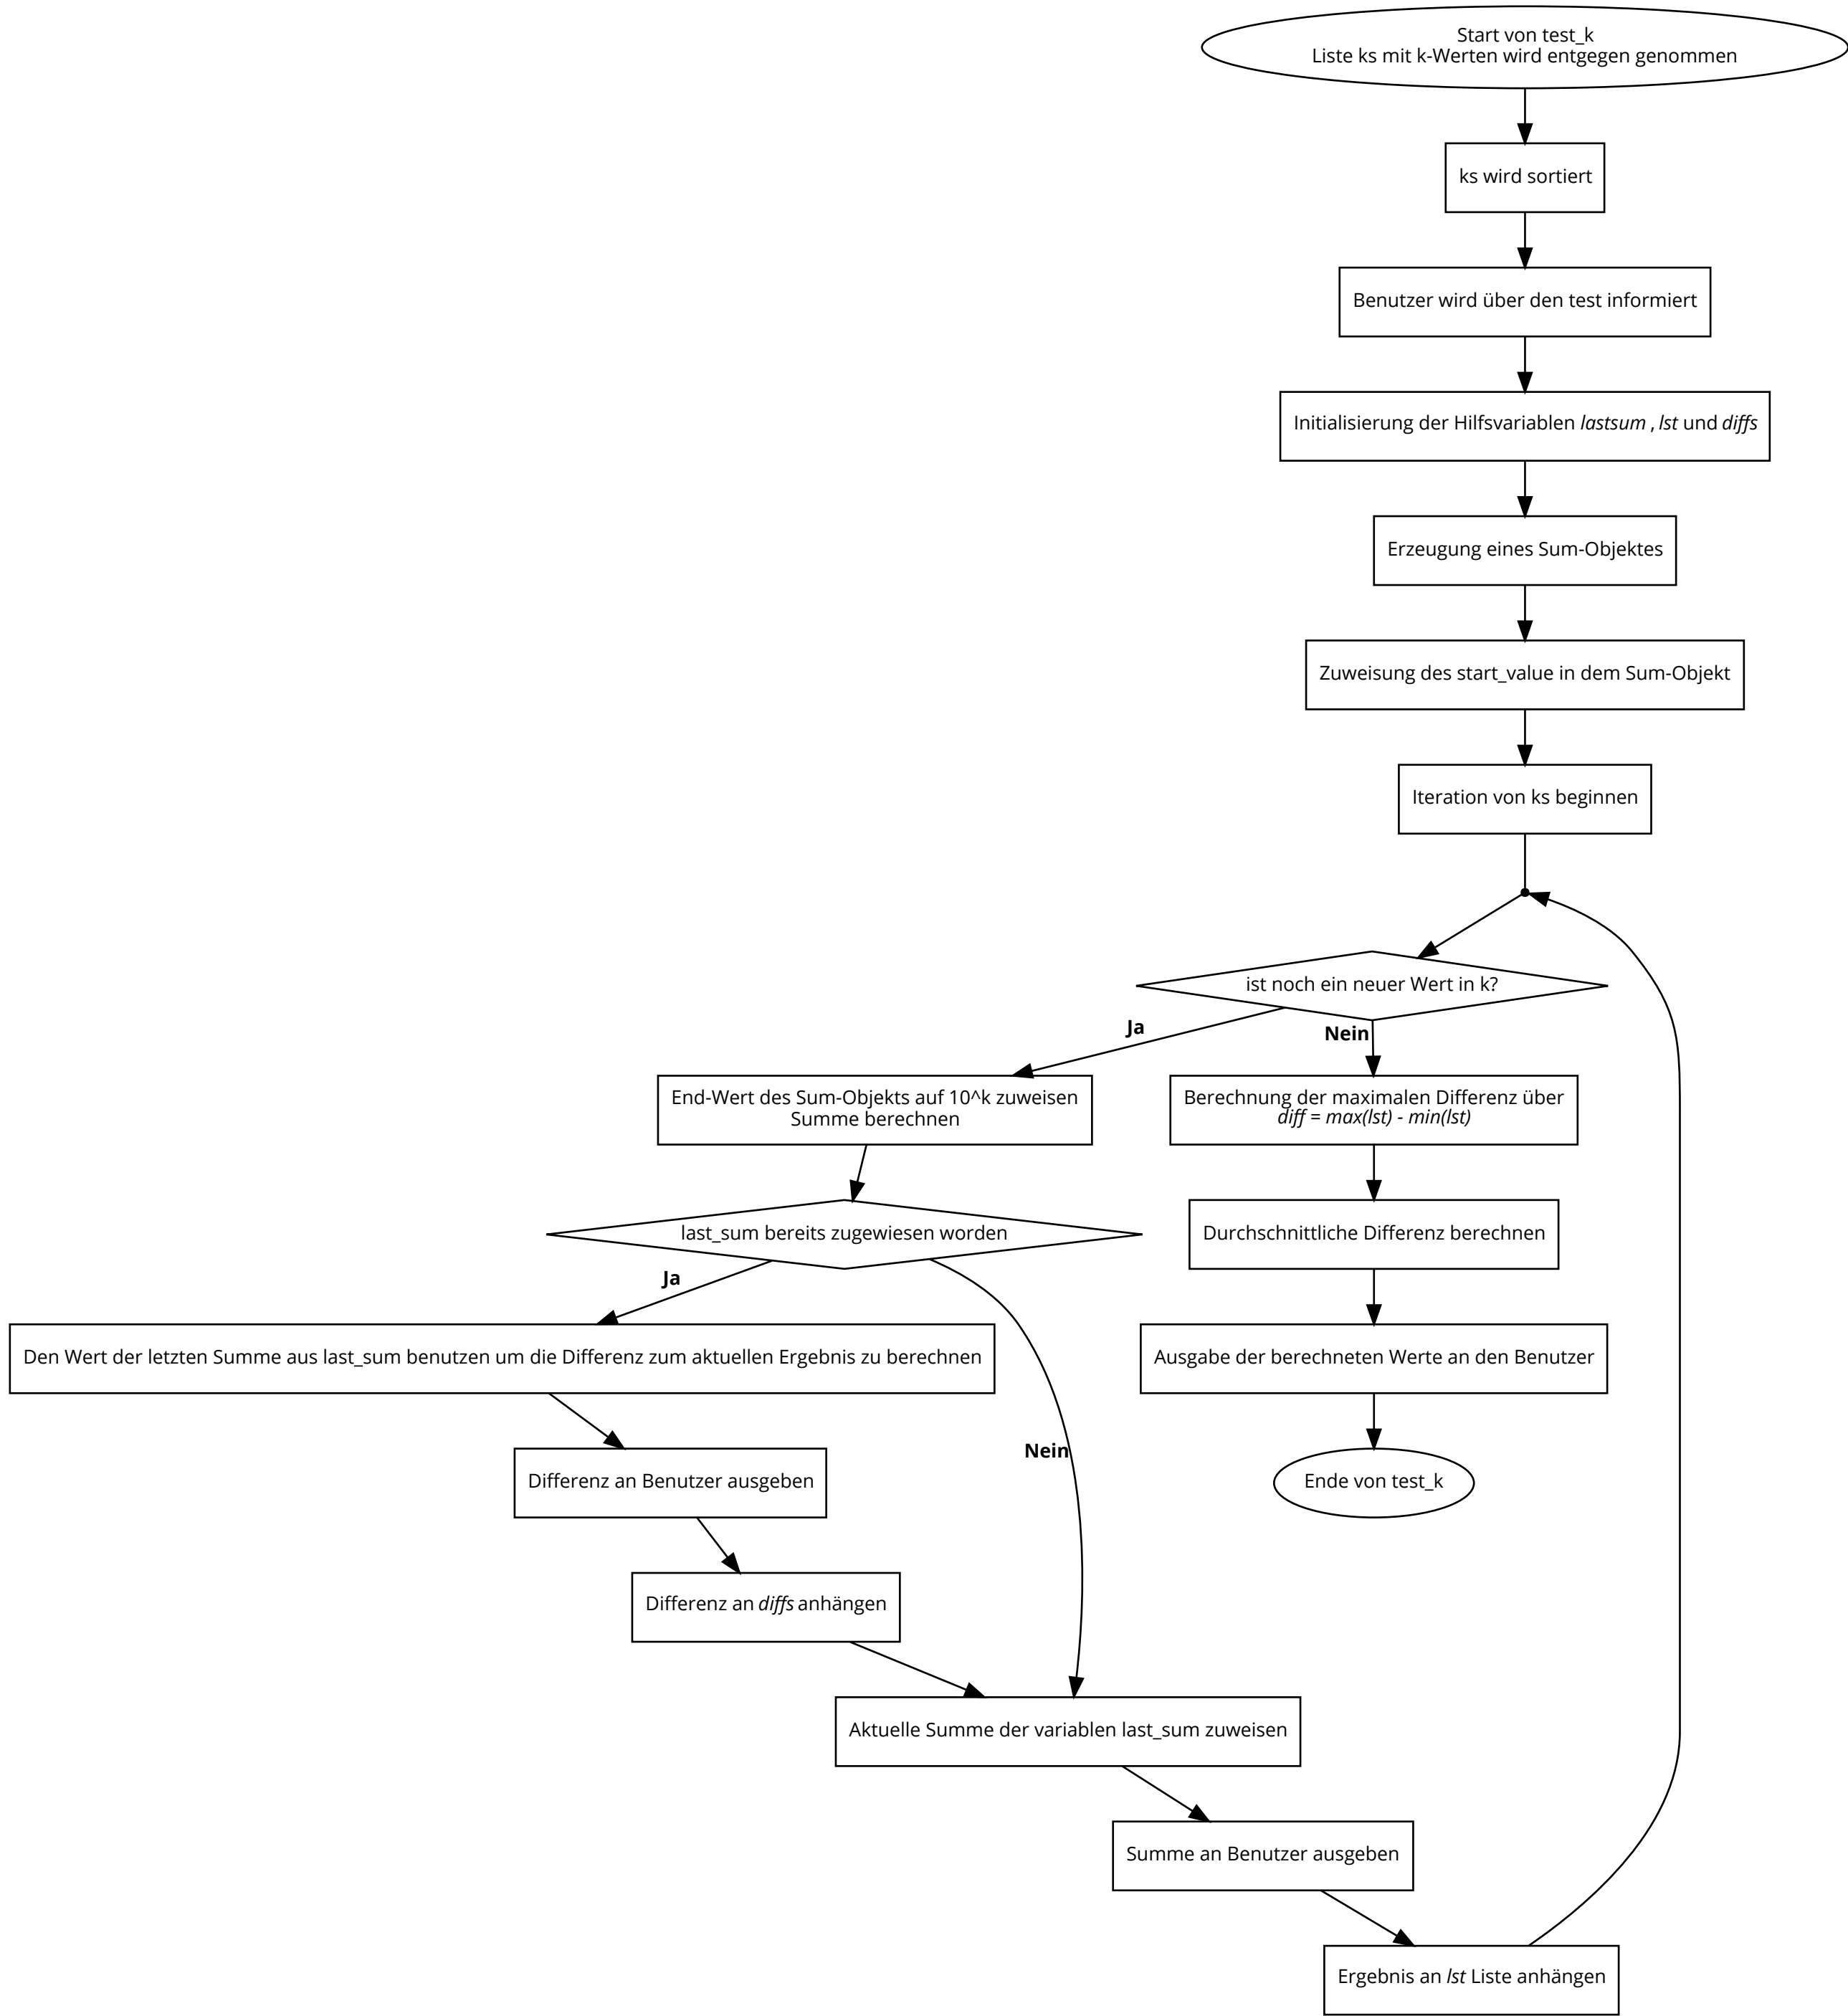 Start von test_k
Liste ks mit k-Werten wird entgegen genommen
ks wird sortiert
Benutzer wird über den test informiert
Initialisierung der Hilfsvariablen lastsum , lst und diffs
Erzeugung eines Sum-Objektes
Zuweisung des start_value in dem Sum-Objekt
Iteration von ks beginnen
ist noch ein neuer Wert in k?
Ja
Nein
End-Wert des Sum-Objekts auf 10^k zuweisen
Summe berechnen
Berechnung der maximalen Differenz über
diff = max(lst) - min(lst)
last_sum bereits zugewiesen worden
Durchschnittliche Differenz berechnen
Ja
Den Wert der letzten Summe aus last_sum benutzen um die Differenz zum aktuellen Ergebnis zu berechnen
Ausgabe der berechneten Werte an den Benutzer
Nein
Differenz an Benutzer ausgeben
Ende von test_k
Differenz an diffs anhängen
Aktuelle Summe der variablen last_sum zuweisen
Summe an Benutzer ausgeben
Ergebnis an lst Liste anhängen